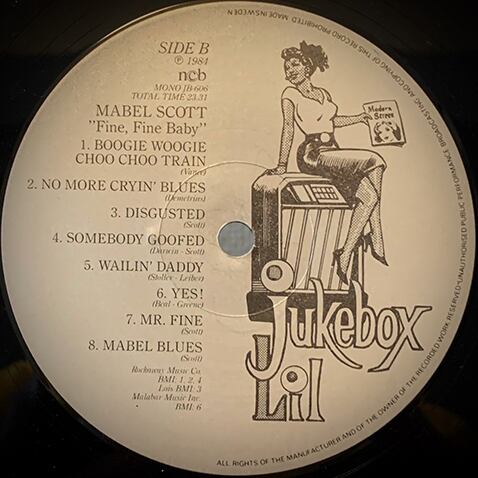 SIDE B
℗ 1984
ncb
MONO JB-606
TOTAL TIME 23.31
MABEL SCOTT
"Fine, Fine Baby"
1. BOOGIE WOOGIE
CHOO CHOO TRAIN
(Vance)
2. NO MORE CRYIN' BLUES
(Demetrius)
3. DISGUSTED
(Scott)
4. SOMEBODY GOOFED
(Darwin - Scott)
5. WAILIN' DADDY
(Stoller - Leiber)
6. YES!
(Beal - Greene)
7. MR. FINE
(Scott)
8. MABEL BLUES
(Scott)
Rockaway Music Co.
BMI: 1, 2, 4
Lois BMI: 3
Malabar Music Inc.
BMI: 6
Modern
Screen
Jukebox
Lil
ALL RIGHTS OF THE MANUFACTURER AND OF THE OWNER OF THE RECORDED WORK RESERVED·UNAUTHORISED PUBLIC PERFORMANCE, BROADCASTING AND COPYING OF THIS RECORD PROHIBITED. MADE IN SWEDEN